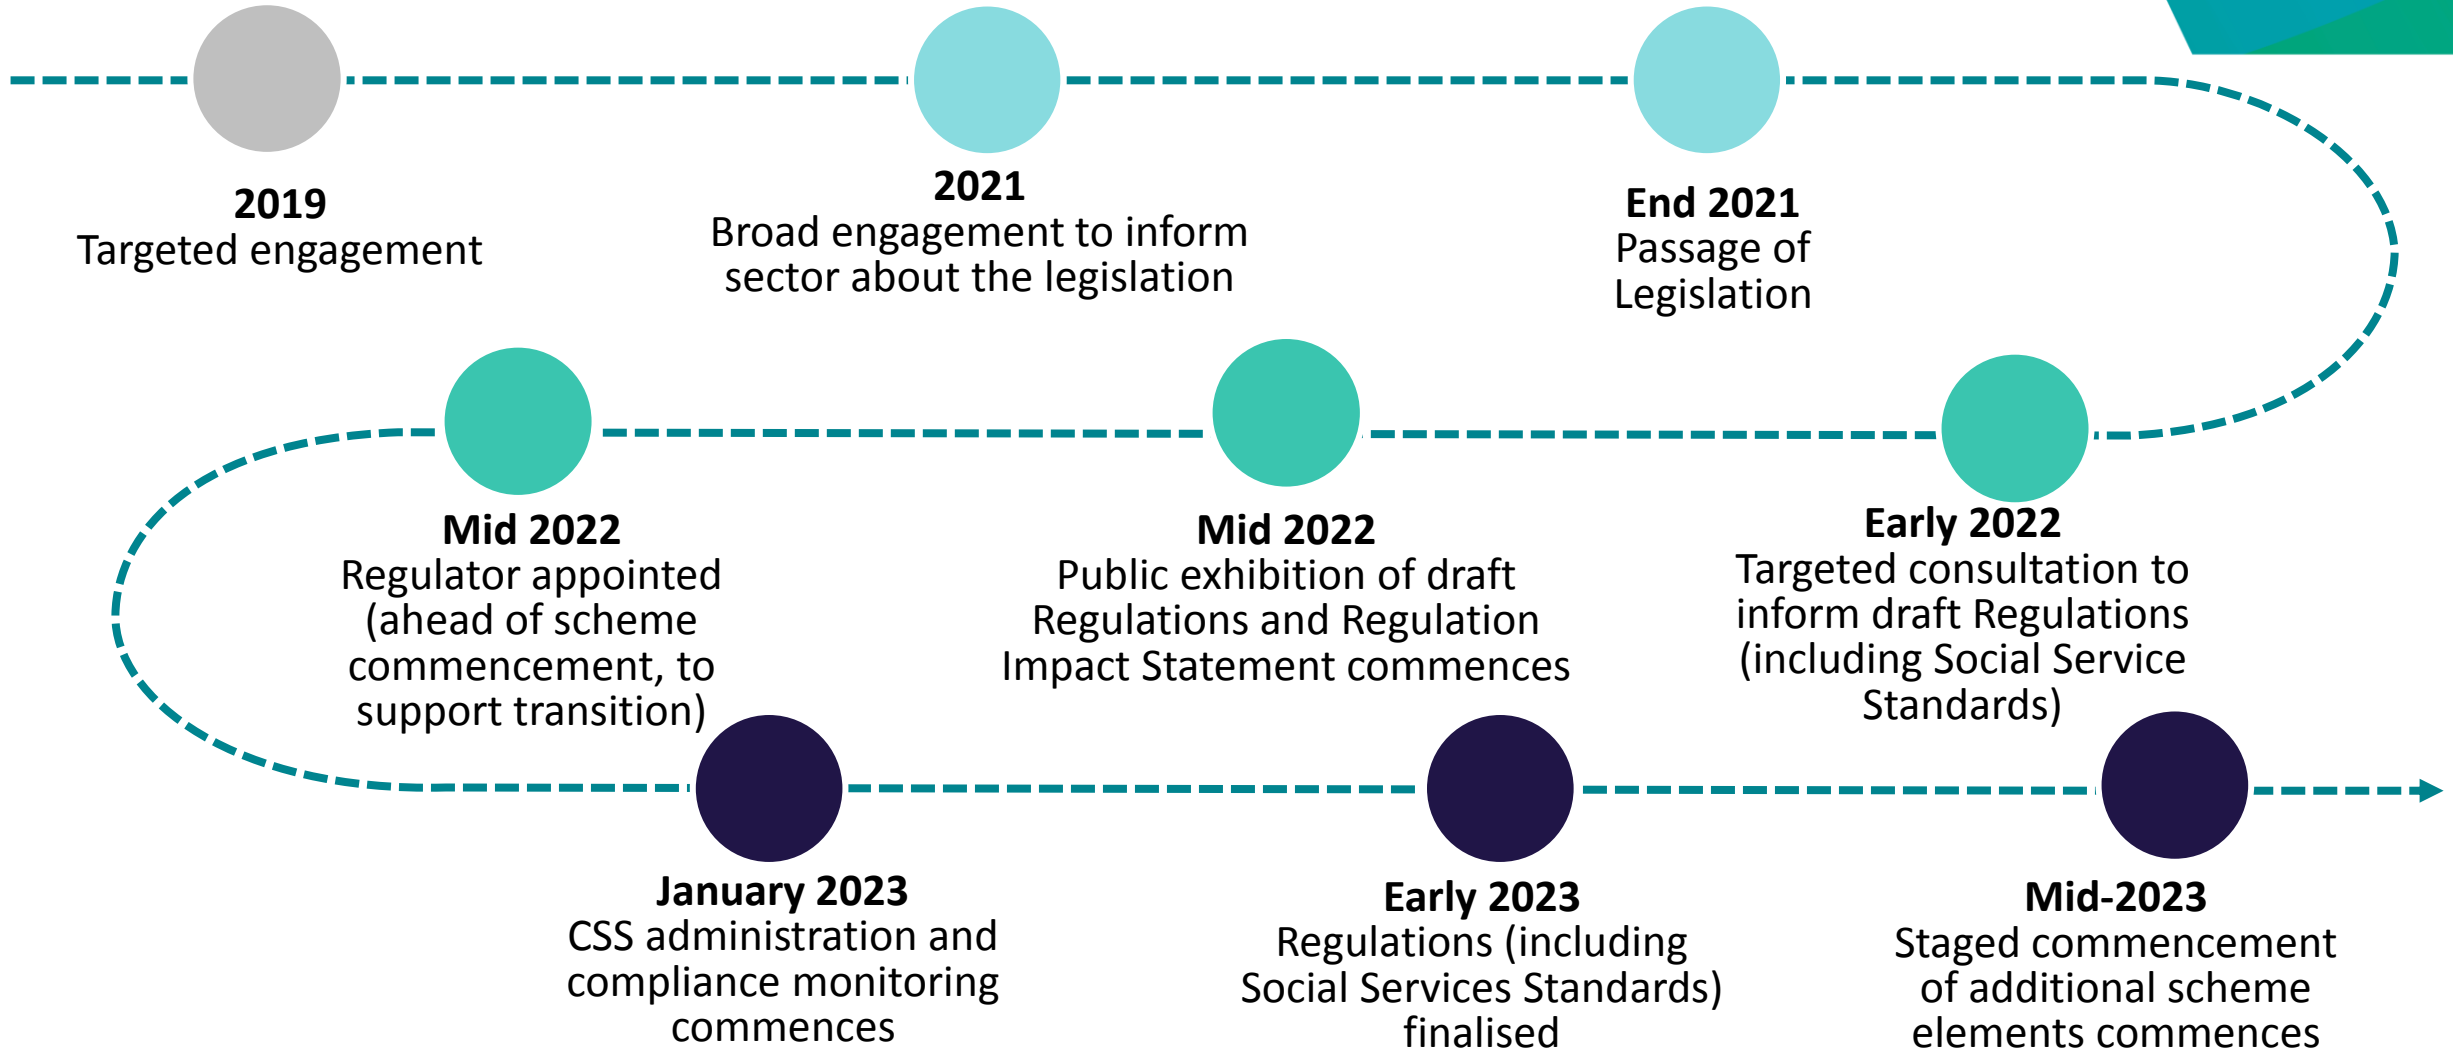 2019
Targeted engagement
2021
Broad engagement to inform
sector about the legislation
End 2021
Passage of
Legislation
Early 2022
Targeted consultation to
inform draft Regulations
(including Social Service
Standards)
Mid 2022
Public exhibition of draft
Regulations and Regulation
Impact Statement commences
Mid 2022
Regulator appointed
(ahead of scheme
commencement, to
support transition)
January 2023
CSS administration and
compliance monitoring
commences
Early 2023
Regulations (including
Social Services Standards)
finalised
Mid-2023
Staged commencement
of additional scheme
elements commences